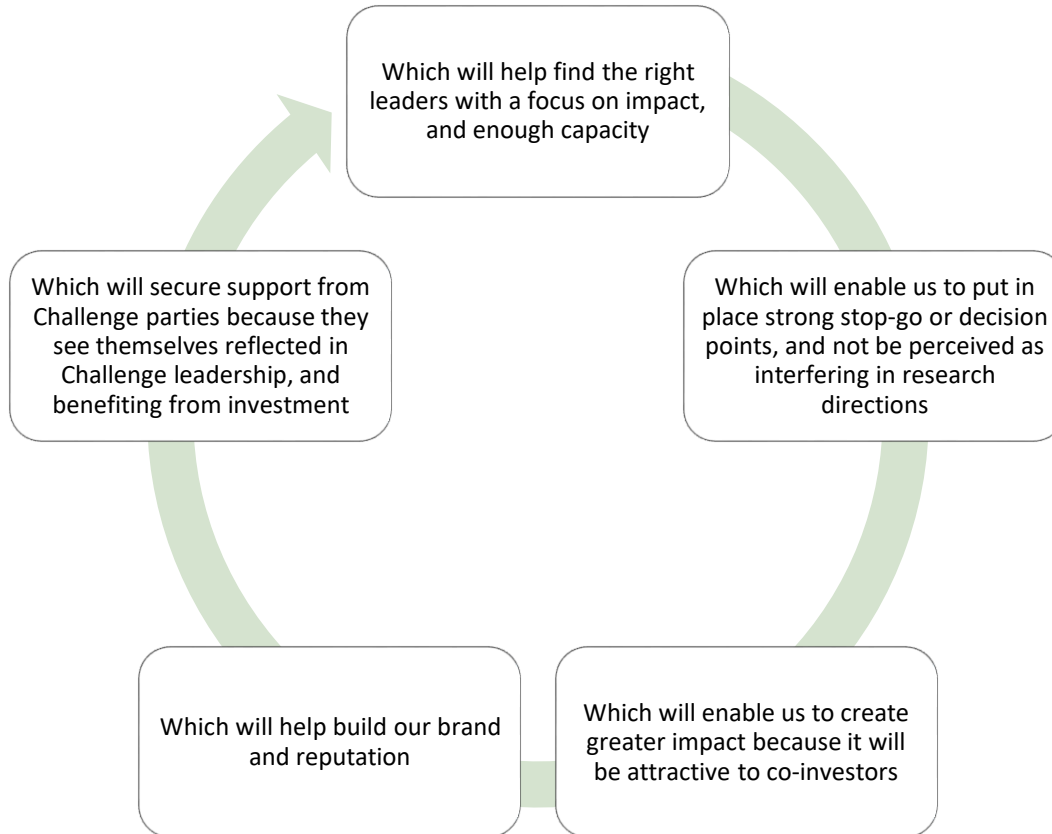 Which will help find the right
leaders with a focus on impact,
and enough capacity
Which will enable us to put in
place strong stop-go or decision
points, and not be perceived as
interfering in research
directions
Which will enable us to create
greater impact because it will
be attractive to co-investors
Which will help build our brand
and reputation
Which will secure support from
Challenge parties because they
see themselves reflected in
Challenge leadership, and
benefiting from investment